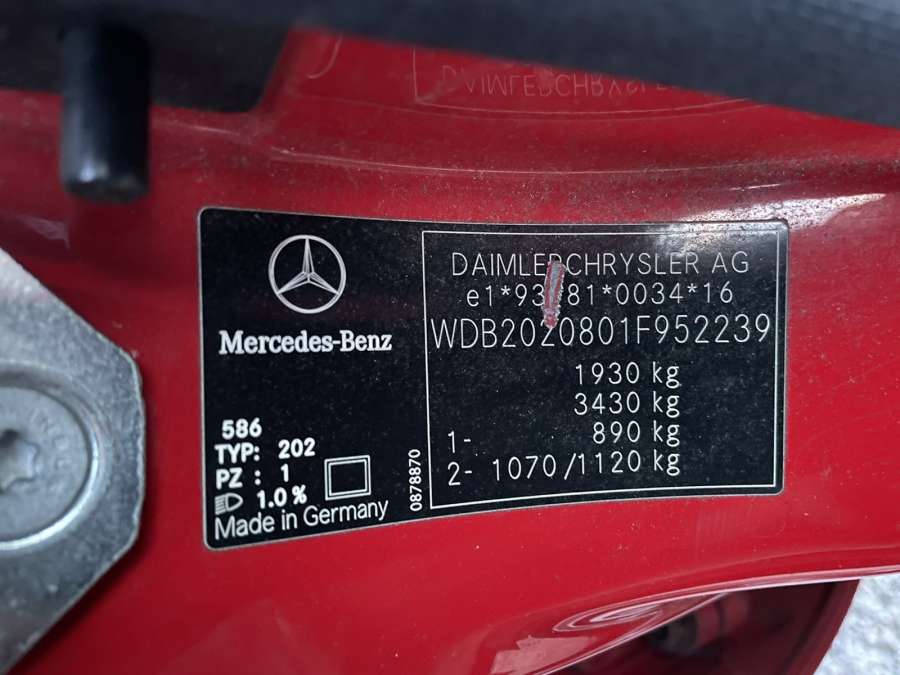 Mercedes-Benz
586
TYP: 202
PZ : 1
1.0 %
Made in Germany
0878870
DAIMLERCHRYSLER AG
e1*93*81*0034*16
WDB2020801F952239
1930 kg
3430 kg
1- 890 kg
2- 1070/1120 kg